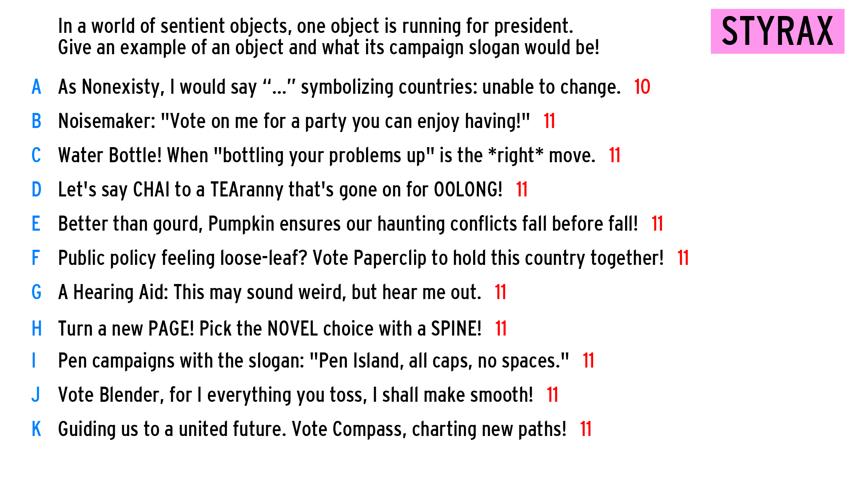 In a world of sentient objects, one object is running for president.
Give an example of an object and what its campaign slogan would be!
STYRAX
A As Nonexisty, I would say “...” symbolizing countries: unable to change. 10
B Noisemaker: "Vote on me for a party you can enjoy having!" 11
C Water Bottle! When "bottling your problems up" is the *right* move. 11
D Let's say CHAI to a TEAranny that's gone on for OOLONG! 11
E Better than gourd, Pumpkin ensures our haunting conflicts fall before fall! 11
F Public policy feeling loose-leaf? Vote Paperclip to hold this country together! 11
G A Hearing Aid: This may sound weird, but hear me out. 11
H Turn a new PAGE! Pick the NOVEL choice with a SPINE! 11
I Pen campaigns with the slogan: "Pen Island, all caps, no spaces." 11
J Vote Blender, for I everything you toss, I shall make smooth! 11
K Guiding us to a united future. Vote Compass, charting new paths! 11